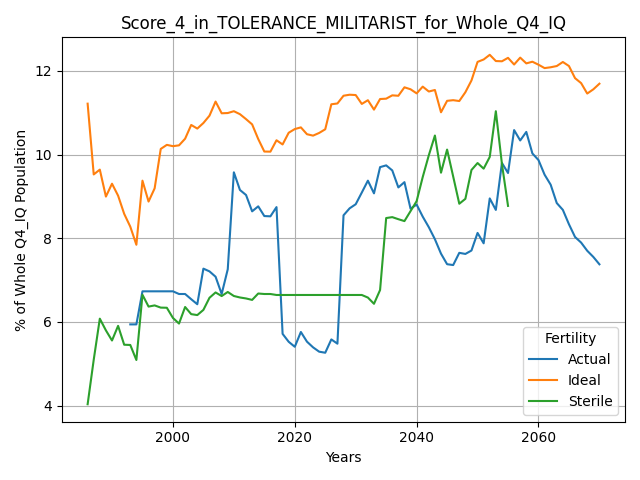 Score_4_in_TOLERANCE_MILITARIST_for_Whole_Q4_IQ
% of Whole Q4_IQ Population
12
10
8
6
4
2000
2020
2040
2060
Years
Fertility
Actual
Ideal
Sterile